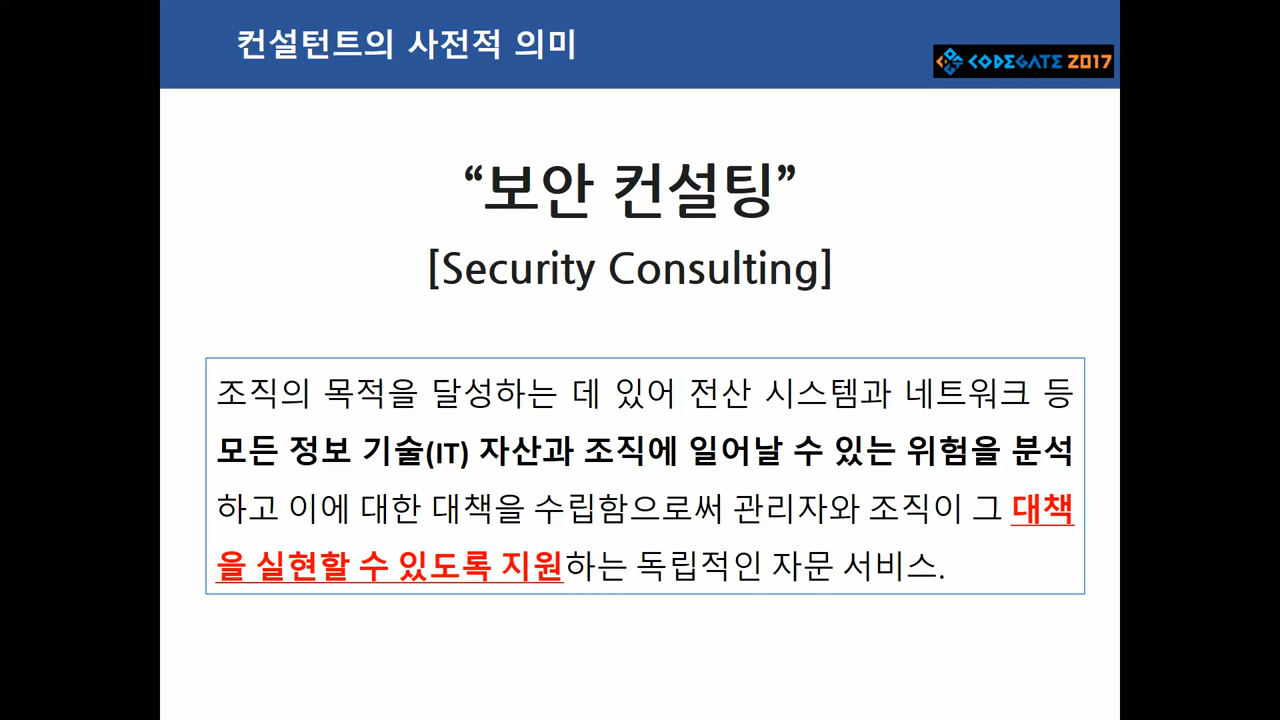 컨설턴트의 사전적 의미
CODEGATE 2017
“보안 컨설팅”
[Security Consulting]
조직의 목적을 달성하는 데 있어 전산 시스템과 네트워크 등
모든 정보 기술(IT) 자산과 조직에 일어날 수 있는 위험을 분석
하고 이에 대한 대책을 수립함으로써 관리자와 조직이 그 대책
을 실현할 수 있도록 지원하는 독립적인 자문 서비스.